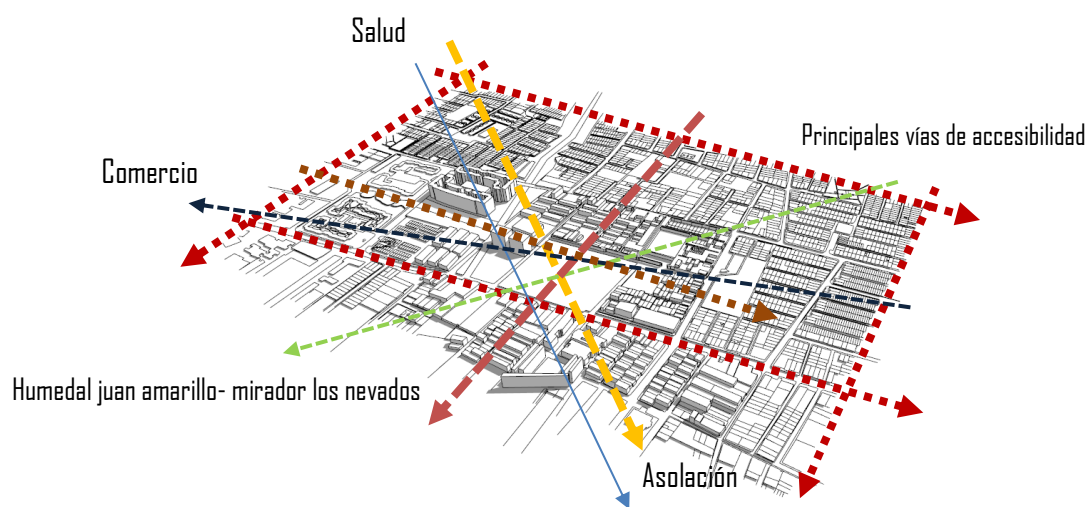 Salud
Principales vías de accesibilidad
Comercio
Humedal juan amarillo- mirador los nevados
Asolación